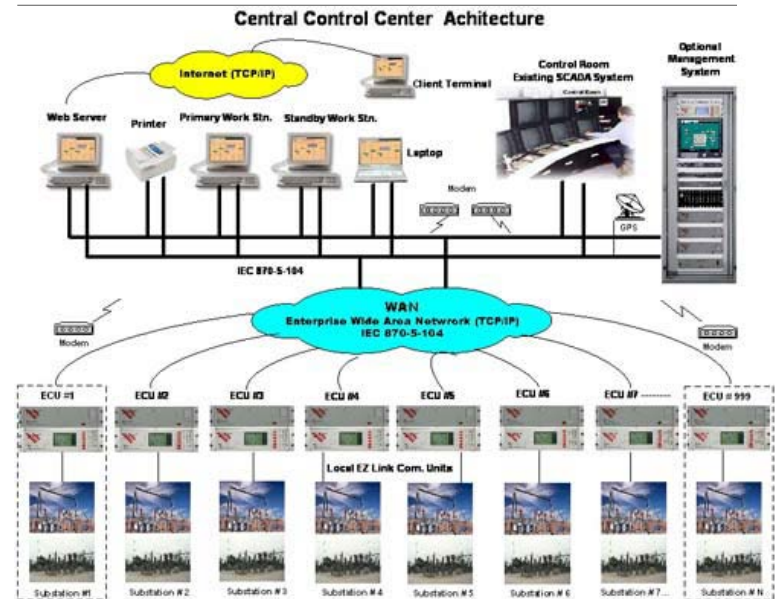 Central Control Center Achitecture
Internet (TCP/IP)
Client Terminal
Control Room
Existing SCADA System
Optional
Management
System
Control Room
Web Server
Printer
Primary Work Stn.
Standby Work Stn.
Laptop
Modem
GPS
IEC 870-5-104
WAN
Enterprise Wide Area Network (TCP/IP)
IEC 870-5-104
Modem
Modem
ECU #1
ECU #2
ECU #3
ECU #4
ECU #5
ECU #6
ECU #7 ----------
ECU # 999
Local EZ Link Com. Units
Substation #1
Substation #2
Substation #3
Substation #4
Substation #5
Substation #6
Substation #7...
Substation # N